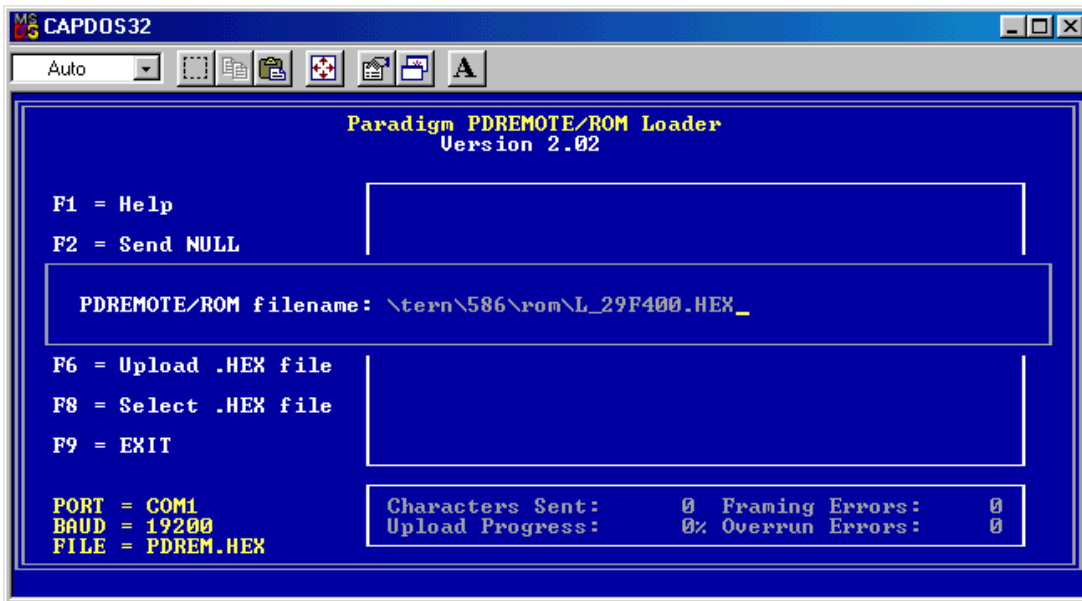 MS DOS CAPDOS32
Auto
A
Paradigm PDREMOTE/ROM Loader
Version 2.02
F1 = Help
F2 = Send NULL
PDREMOTE/ROM filename: \tern\586\rom\L_29F400.HEX_
F6 = Upload .HEX file
F8 = Select .HEX file
F9 = EXIT
PORT = COM1
BAUD = 19200
FILE = PDREM.HEX
Characters Sent: 0 Framing Errors: 0
Upload Progress: 0% Overrun Errors: 0